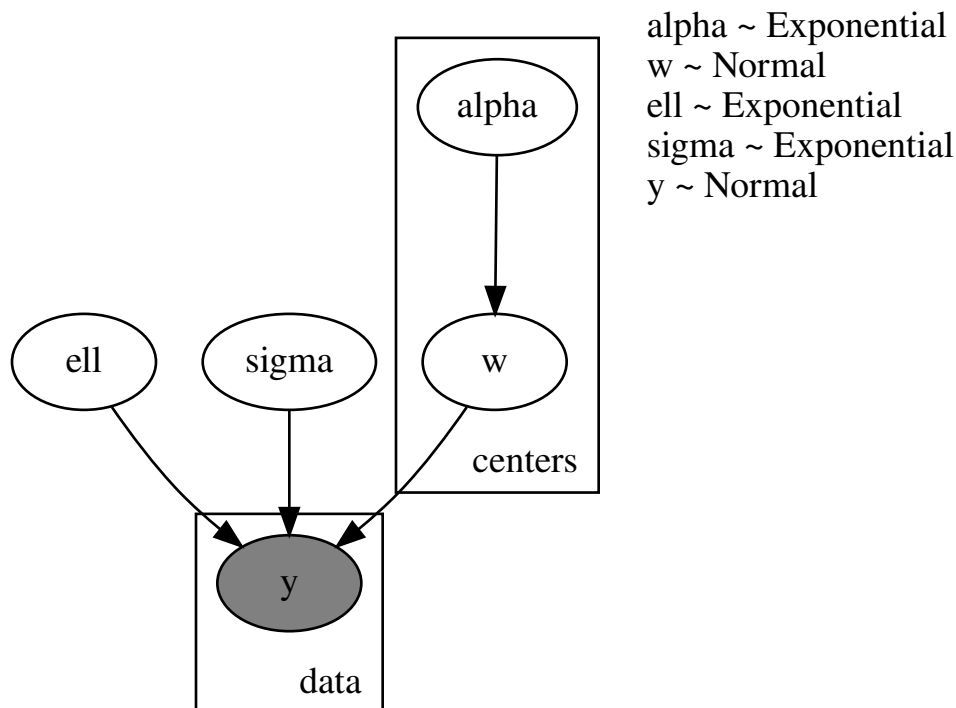 alpha ~ Exponential
w ~ Normal
ell ~ Exponential
sigma ~ Exponential
y ~ Normal
alpha
ell
sigma
w
centers
y
data